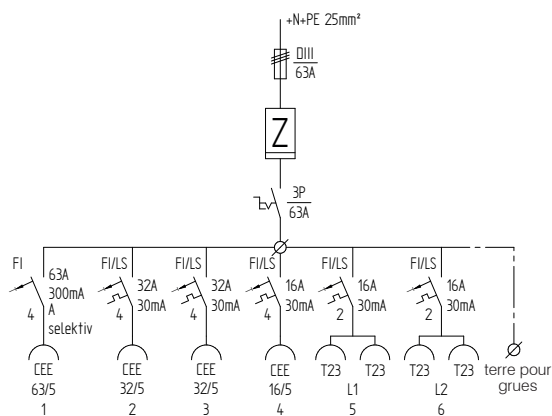 +N+PE 25mm²
DIII
63A
Z
3P
63A
FI
63A
300mA
A
selektiv
4
FI/LS
32A
30mA
4
FI/LS
32A
30mA
4
FI/LS
16A
30mA
4
FI/LS
16A
30mA
2
FI/LS
16A
30mA
2
CEE
63/5
1
CEE
32/5
2
CEE
32/5
3
CEE
16/5
4
T23 T23
L1
5
T23 T23
L2
6
terre pour
grues